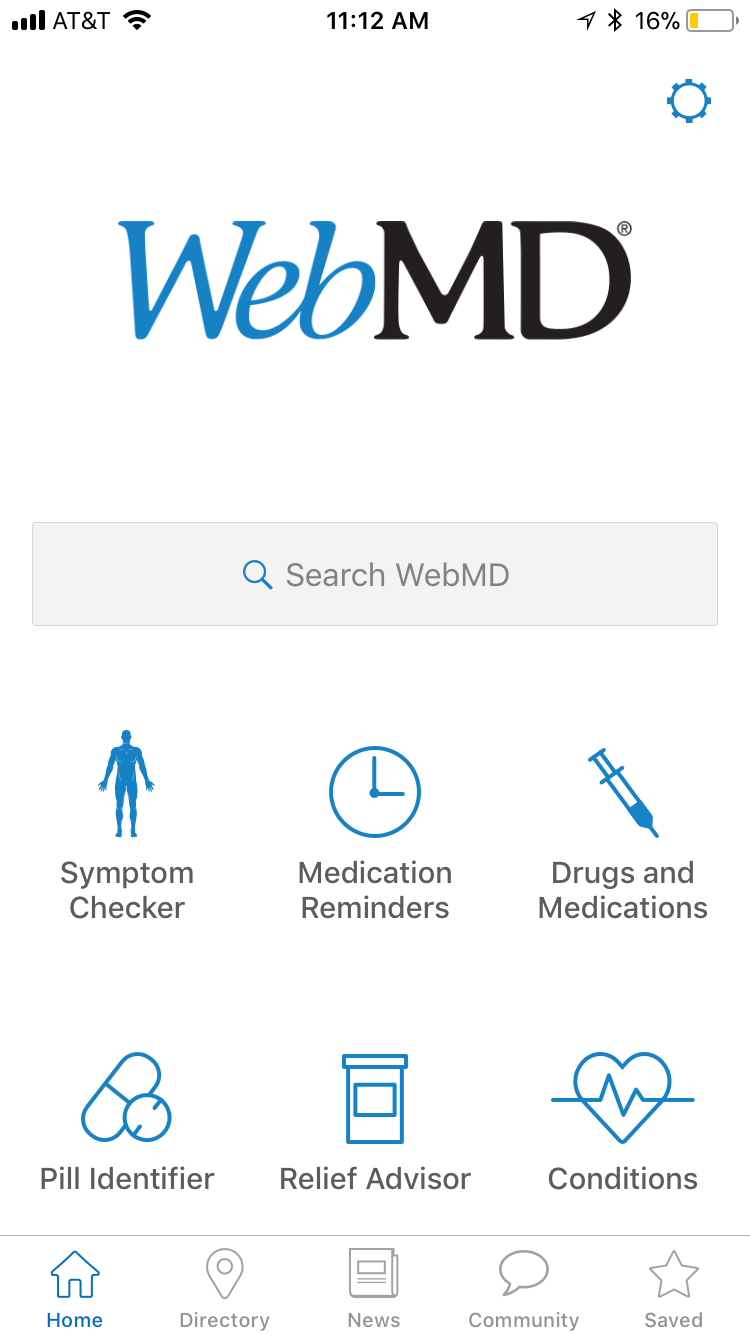 AT&T 11:12 AM 16%
WebMD®
Search WebMD
Symptom Medication Drugs and
Checker Reminders Medications
Pill Identifier Relief Advisor Conditions
Home Directory News Community Saved